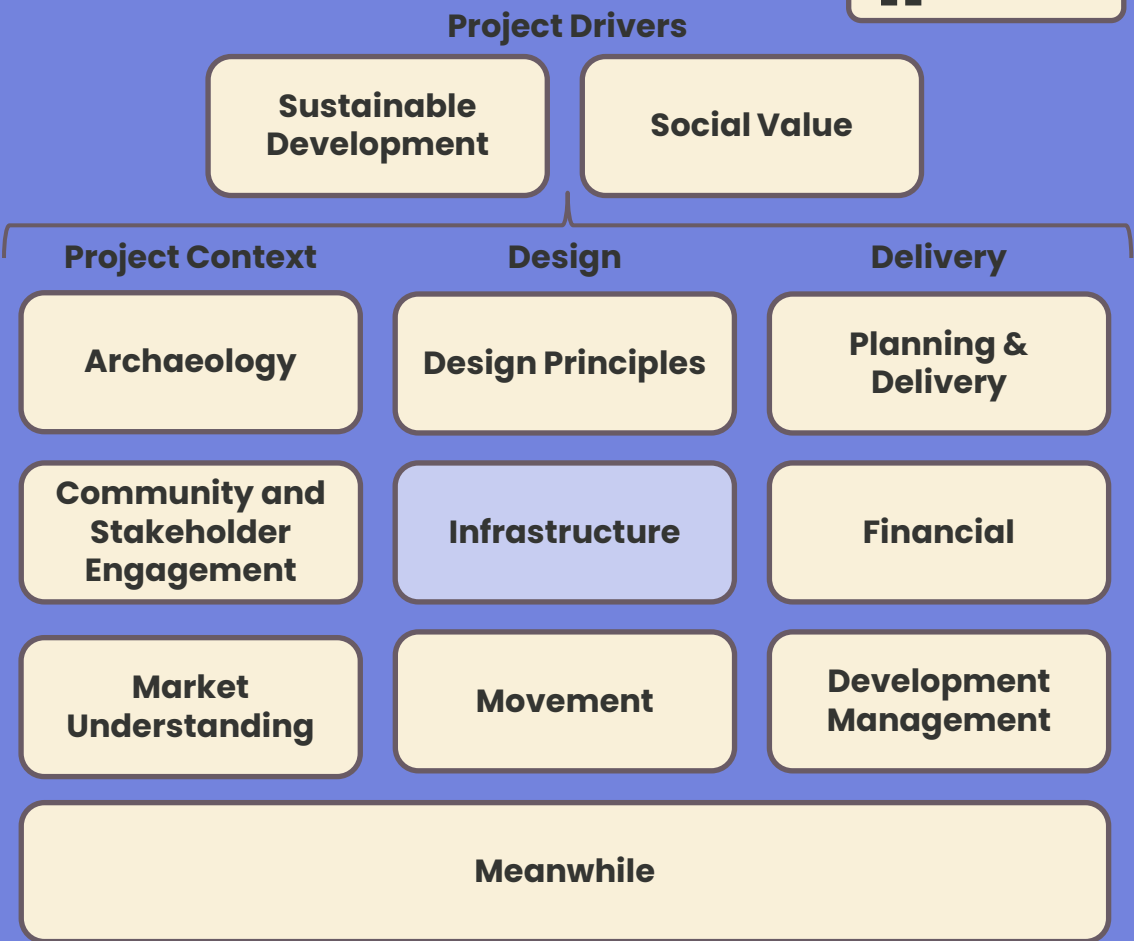 Project Drivers
Sustainable
Development
Social Value
Project Context
Design
Delivery
Archaeology
Design Principles
Planning &
Delivery
Community and
Stakeholder
Engagement
Infrastructure
Financial
Market
Understanding
Movement
Development
Management
Meanwhile